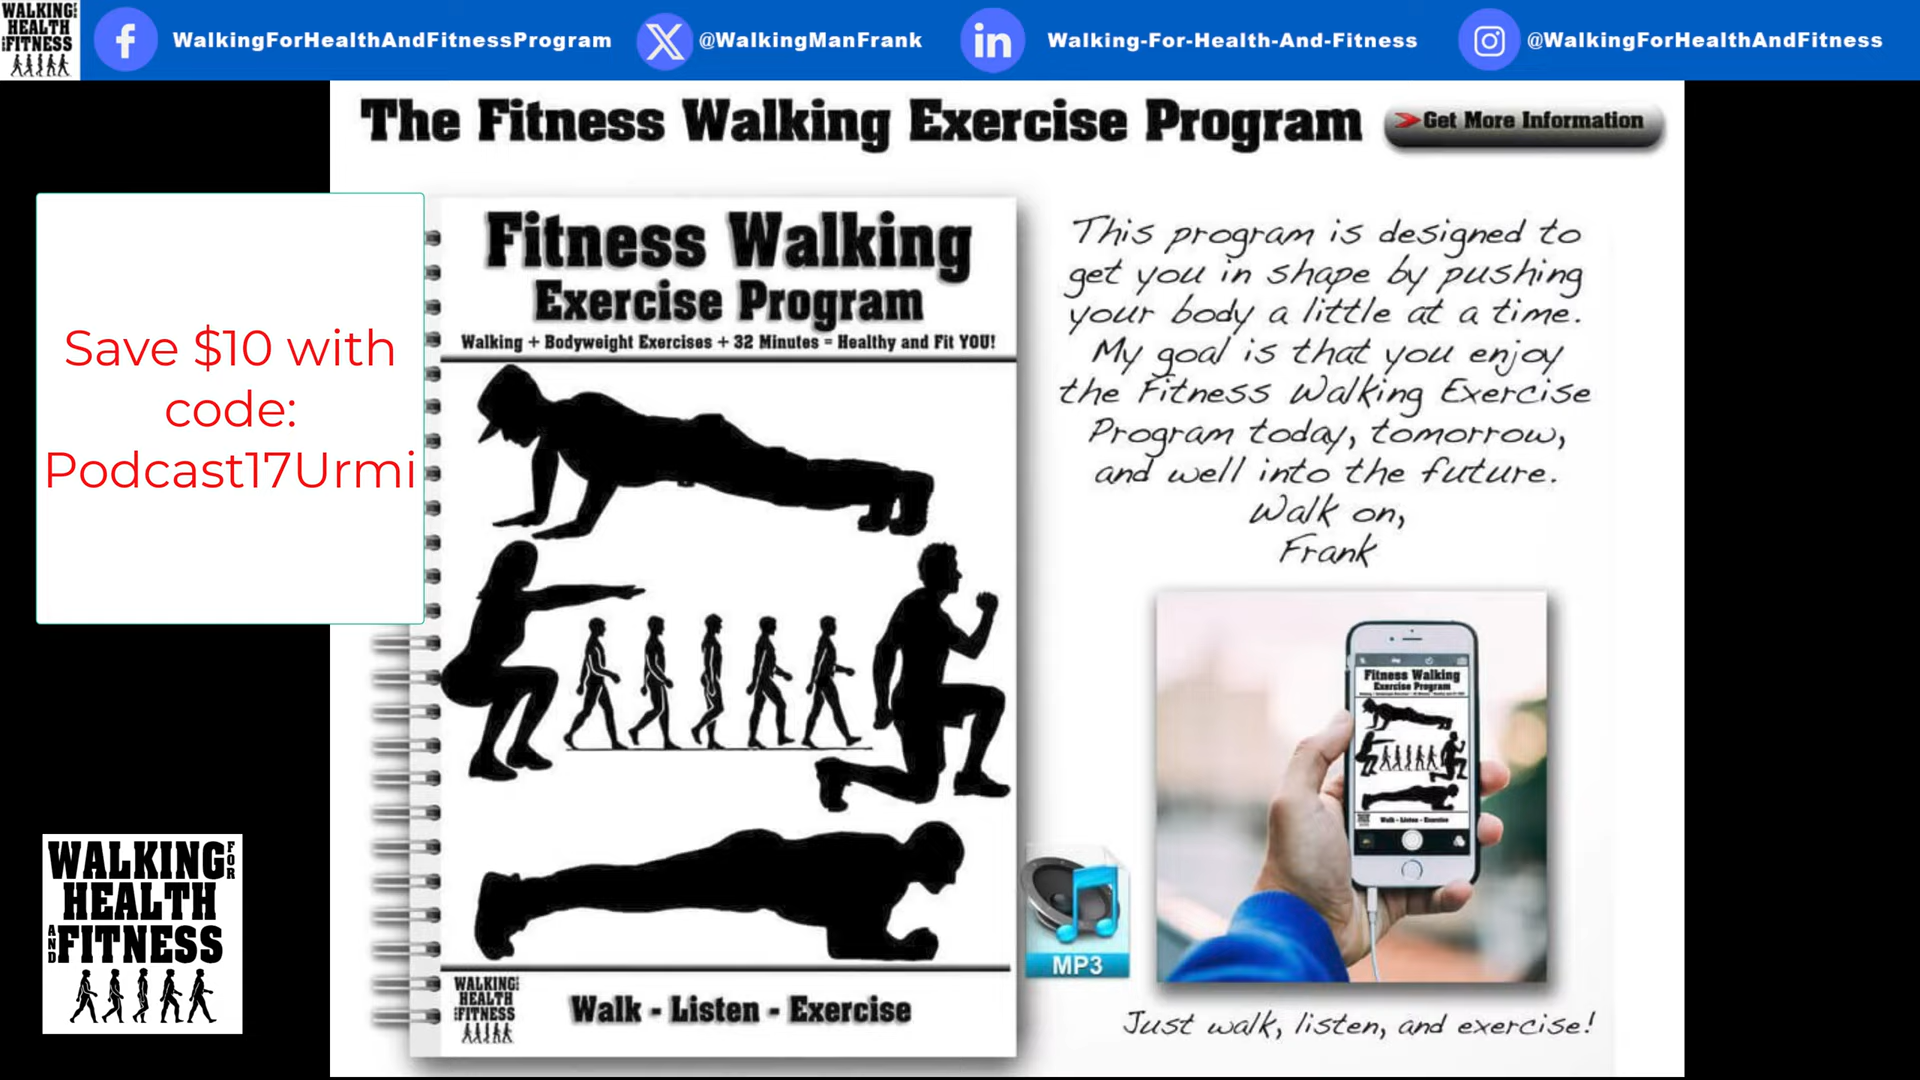 WALKING FOR
HEALTH
AND FITNESS
WalkingForHealthAndFitnessProgram
@WalkingManFrank
Walking-For-Health-And-Fitness
@WalkingForHealthAndFitness
The Fitness Walking Exercise Program
Get More Information
Save $10 with
code:
Podcast17Urmi
Fitness Walking
Exercise Program
Walking + Bodyweight Exercises + 32 Minutes = Healthy and Fit YOU!
This program is designed to
get you in shape by pushing
your body a little at a time.
My goal is that you enjoy
the Fitness Walking Exercise
Program today, tomorrow,
and well into the future.
Walk on,
Frank
Fitness Walking
Exercise Program
Walk - Listen - Exercise
MP3
WALKING FOR
HEALTH
AND FITNESS
WALKING FOR
HEALTH
AND FITNESS
Walk - Listen - Exercise
Just walk, listen, and exercise!